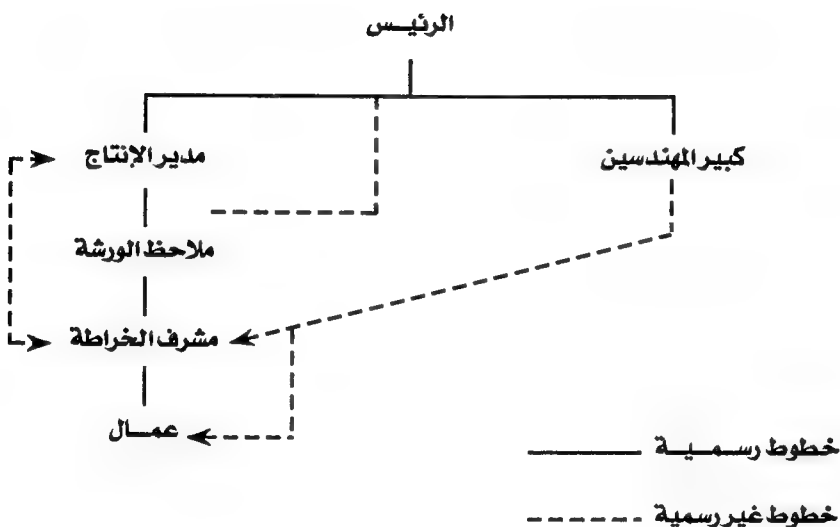 الرئيس
كبير المهندسين
مدير الإنتاج
ملاحظ الورشة
مشرف الخراطة
عمال
خطوط رسمية
خطوط غير رسمية